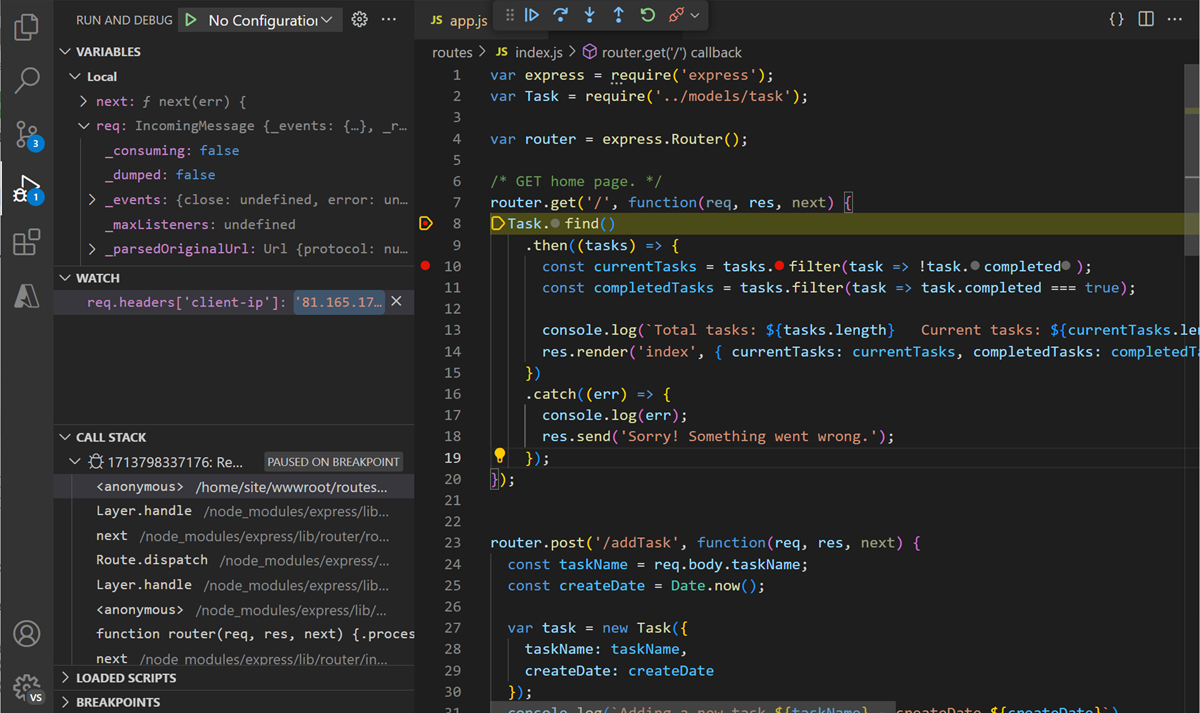 RUN AND DEBUG No Configuration
JS app.js
VARIABLES
Local
next: ƒ next(err) {
req: IncomingMessage {_events: {…}, _r…
_consuming: false
_dumped: false
_events: {close: undefined, error: un…
_maxListeners: undefined
_parsedOriginalUrl: Url {protocol: nu…
WATCH
req.headers['client-ip']: '81.165.17…
CALL STACK
1713798337176: Re… PAUSED ON BREAKPOINT
<anonymous> /home/site/wwwroot/routes…
Layer.handle /node_modules/express/lib…
next /node_modules/express/lib/router/ro…
Route.dispatch /node_modules/express/…
Layer.handle /node_modules/express/lib…
<anonymous> /node_modules/express/lib/…
function router(req, res, next) {.proces
next /node_modules/express/lib/router/in…
LOADED SCRIPTS
BREAKPOINTS
3
1
VS
routes > JS index.js > router.get('/') callback
1 var express = require('express');
2 var Task = require('../models/task');
3
4 var router = express.Router();
5
6 /* GET home page. */
7 router.get('/', function(req, res, next) {
8 Task.find()
9 .then((tasks) => {
10 const currentTasks = tasks.filter(task => !task.completed);
11 const completedTasks = tasks.filter(task => task.completed === true);
12
13 console.log(`Total tasks: ${tasks.length} Current tasks: ${currentTasks.len
14 res.render('index', { currentTasks: currentTasks, completedTasks: completedTa
15 })
16 .catch((err) => {
17 console.log(err);
18 res.send('Sorry! Something went wrong.');
19 });
20 });
21
22
23 router.post('/addTask', function(req, res, next) {
24 const taskName = req.body.taskName;
25 const createDate = Date.now();
26
27 var task = new Task({
28 taskName: taskName,
29 createDate: createDate
30 });
31 console.log(`Adding a new task ${taskName} createDate ${createDate}`)